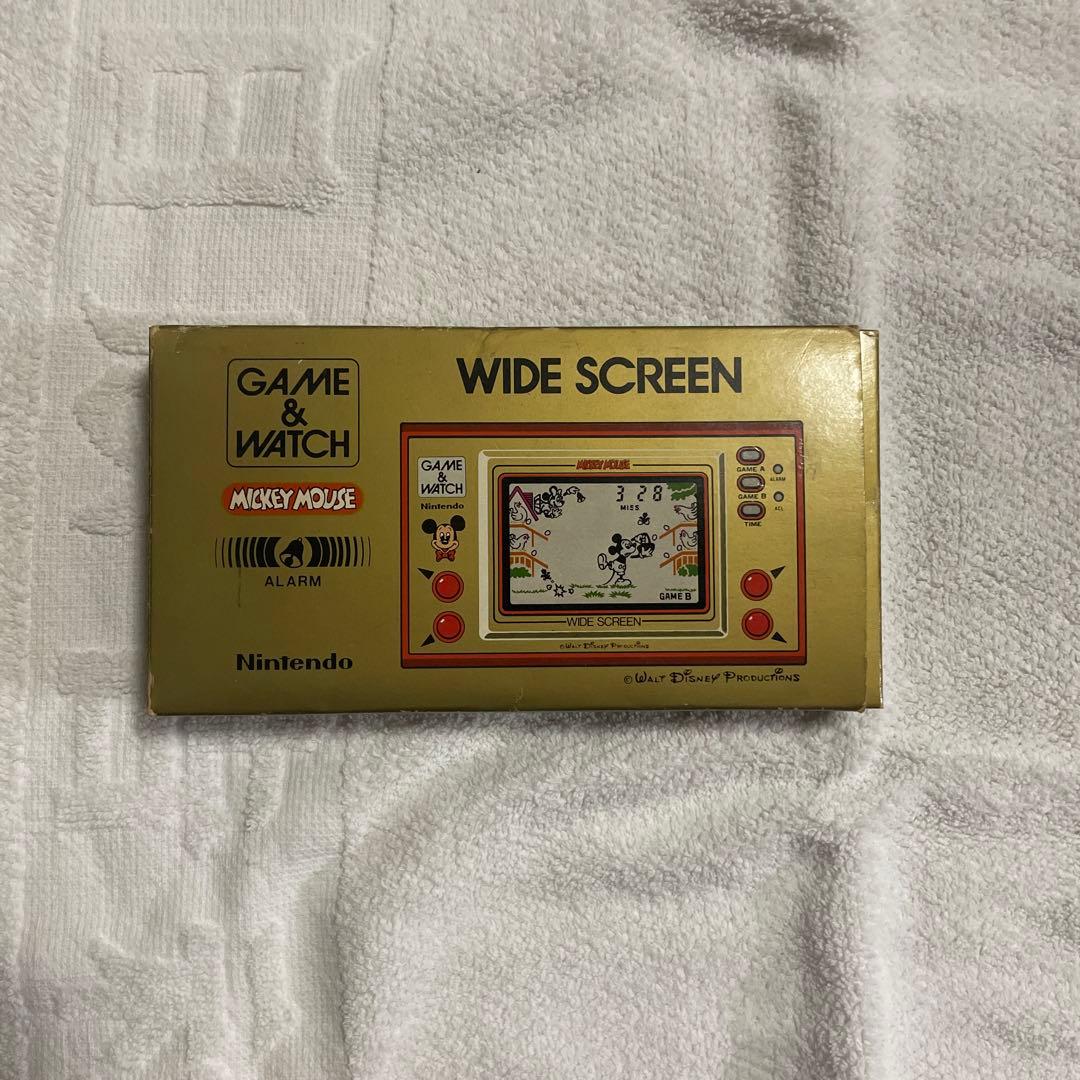 GAME
&
WATCH
MICKEY MOUSE
ALARM
Nintendo
WIDE SCREEN
GAME
&
WATCH
Nintendo
MICKEY MOUSE
3 28
MISS
GAME B
WIDE SCREEN
© WALT DISNEY PRODUCTIONS
GAME A
ALARM
GAME B
ACL
TIME
© WALT DISNEY PRODUCTIONS